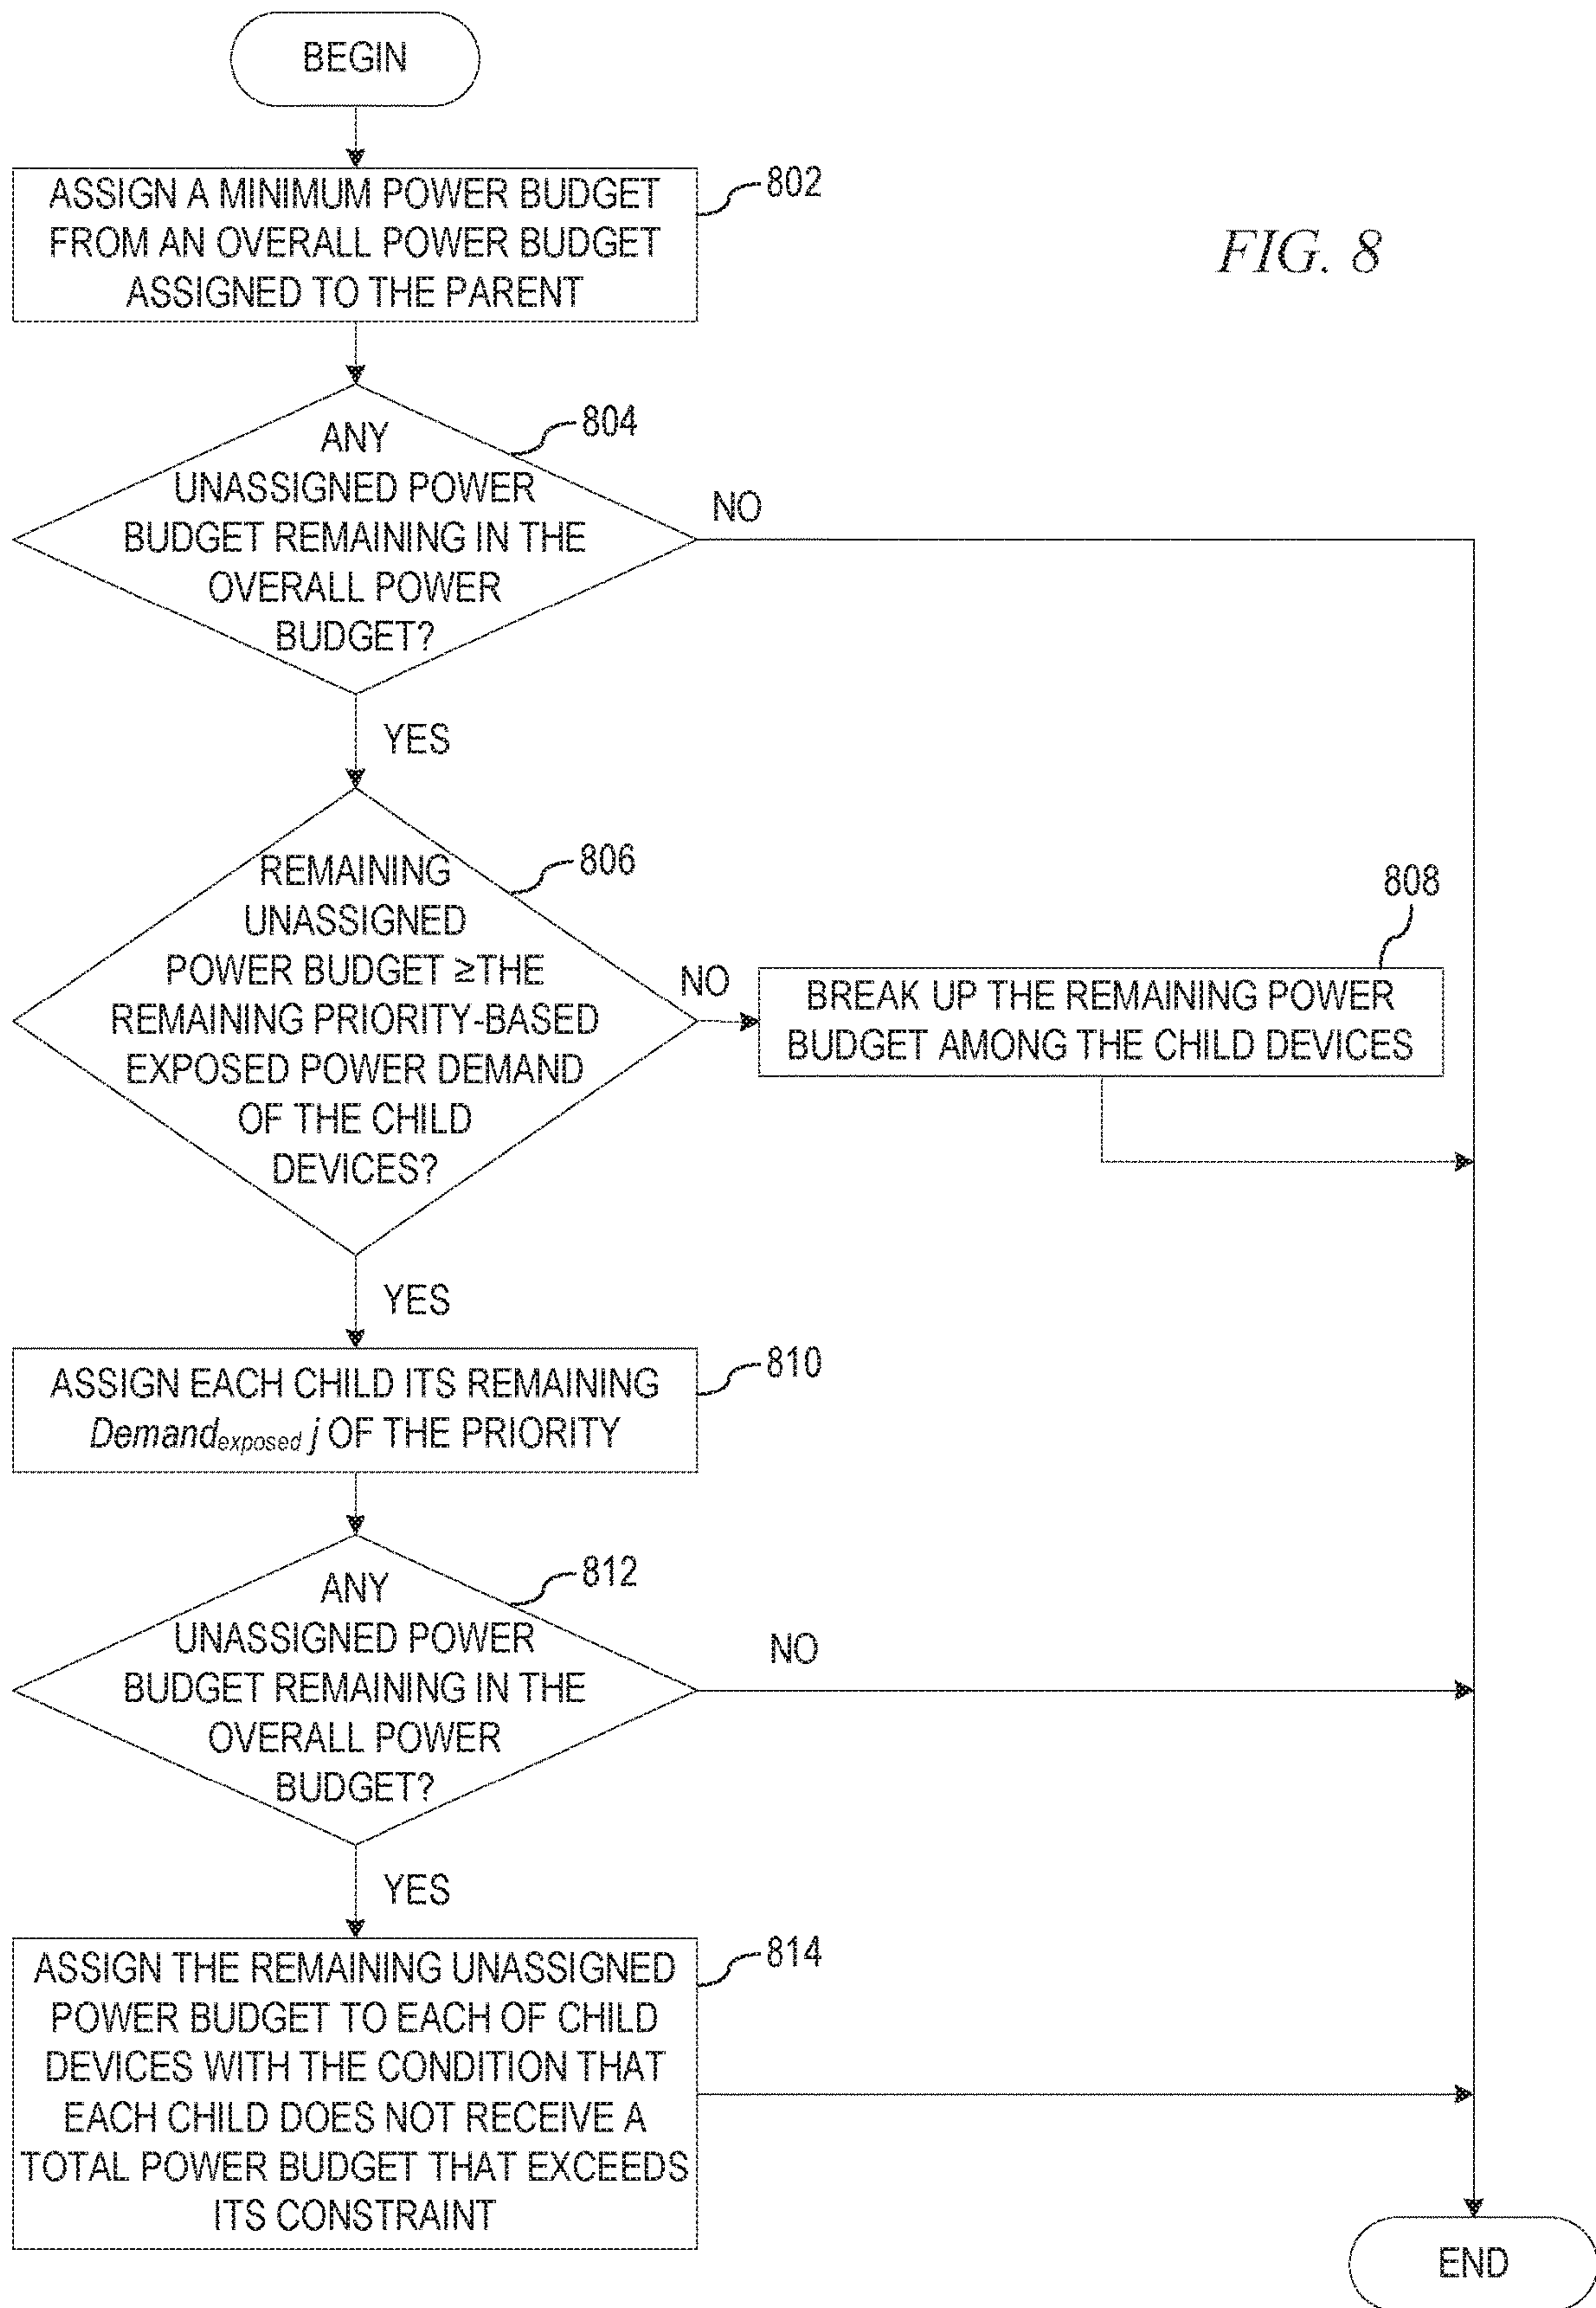 BEGIN
ASSIGN A MINIMUM POWER BUDGET
FROM AN OVERALL POWER BUDGET
ASSIGNED TO THE PARENT
802
FIG. 8
ANY
UNASSIGNED POWER
BUDGET REMAINING IN THE
OVERALL POWER
BUDGET?
804
NO
YES
REMAINING
UNASSIGNED
POWER BUDGET ≥THE
REMAINING PRIORITY-BASED
EXPOSED POWER DEMAND
OF THE CHILD
DEVICES?
806
NO
808
BREAK UP THE REMAINING POWER
BUDGET AMONG THE CHILD DEVICES
YES
ASSIGN EACH CHILD ITS REMAINING
Demandexposed j OF THE PRIORITY
810
ANY
UNASSIGNED POWER
BUDGET REMAINING IN THE
OVERALL POWER
BUDGET?
812
NO
YES
ASSIGN THE REMAINING UNASSIGNED
POWER BUDGET TO EACH OF CHILD
DEVICES WITH THE CONDITION THAT
EACH CHILD DOES NOT RECEIVE A
TOTAL POWER BUDGET THAT EXCEEDS
ITS CONSTRAINT
814
END